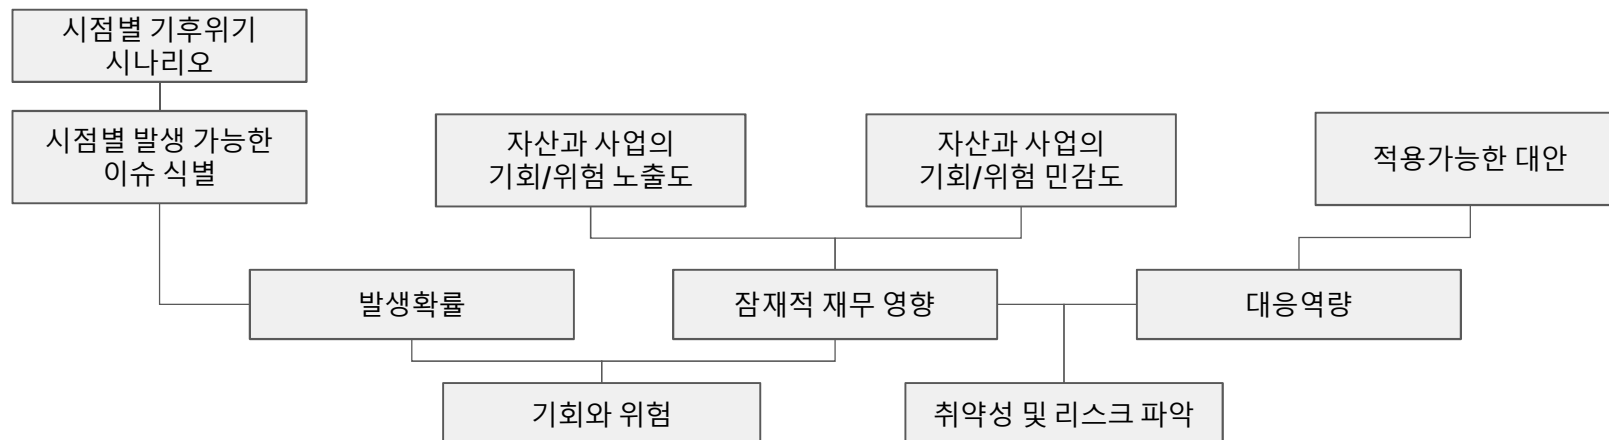 시점별 기후위기
시나리오
시점별 발생 가능한
이슈 식별
자산과 사업의
기회/위험 노출도
자산과 사업의
기회/위험 민감도
적용가능한 대안
발생확률
잠재적 재무 영향
대응역량
기회와 위험
취약성 및 리스크 파악